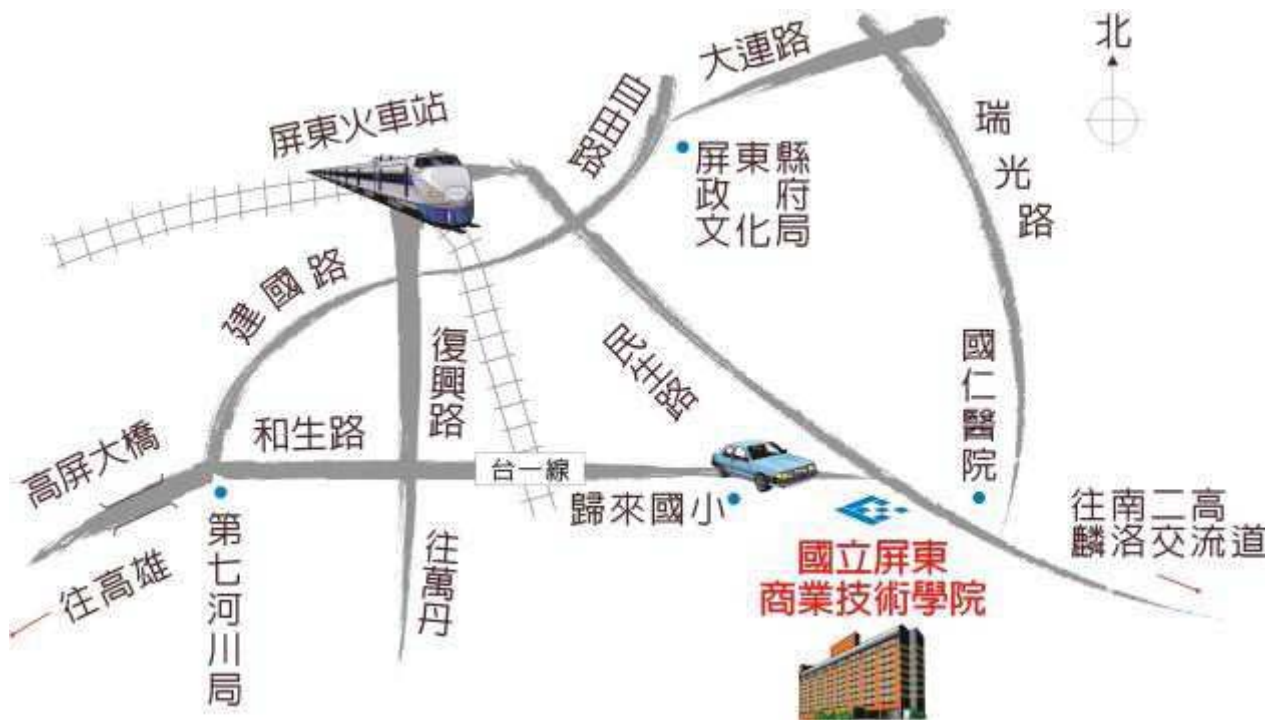 北
大連路
屏東火車站
自由路
瑞光路
屏東縣
政府
文化局
建國路
復興路
民生路
國仁醫院
和生路
高屏大橋
台一線
歸來國小
往南二高
麟洛交流道
第七河川局
往萬丹
往高雄
國立屏東
商業技術學院